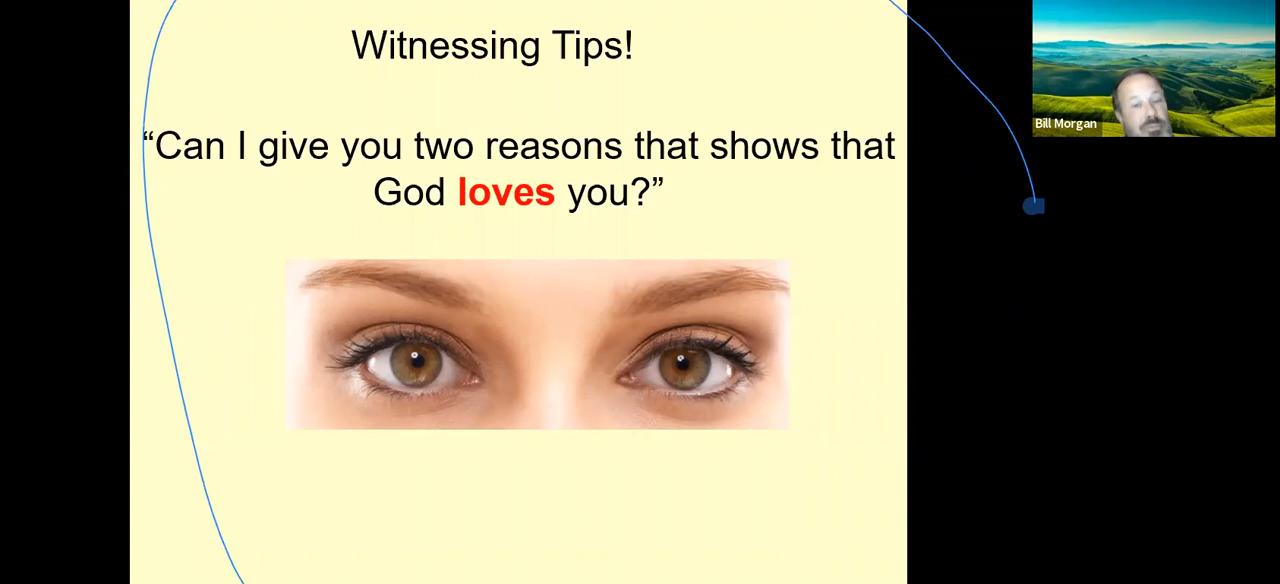 Witnessing Tips!
“Can I give you two reasons that shows that
God loves you?”
Bill Morgan